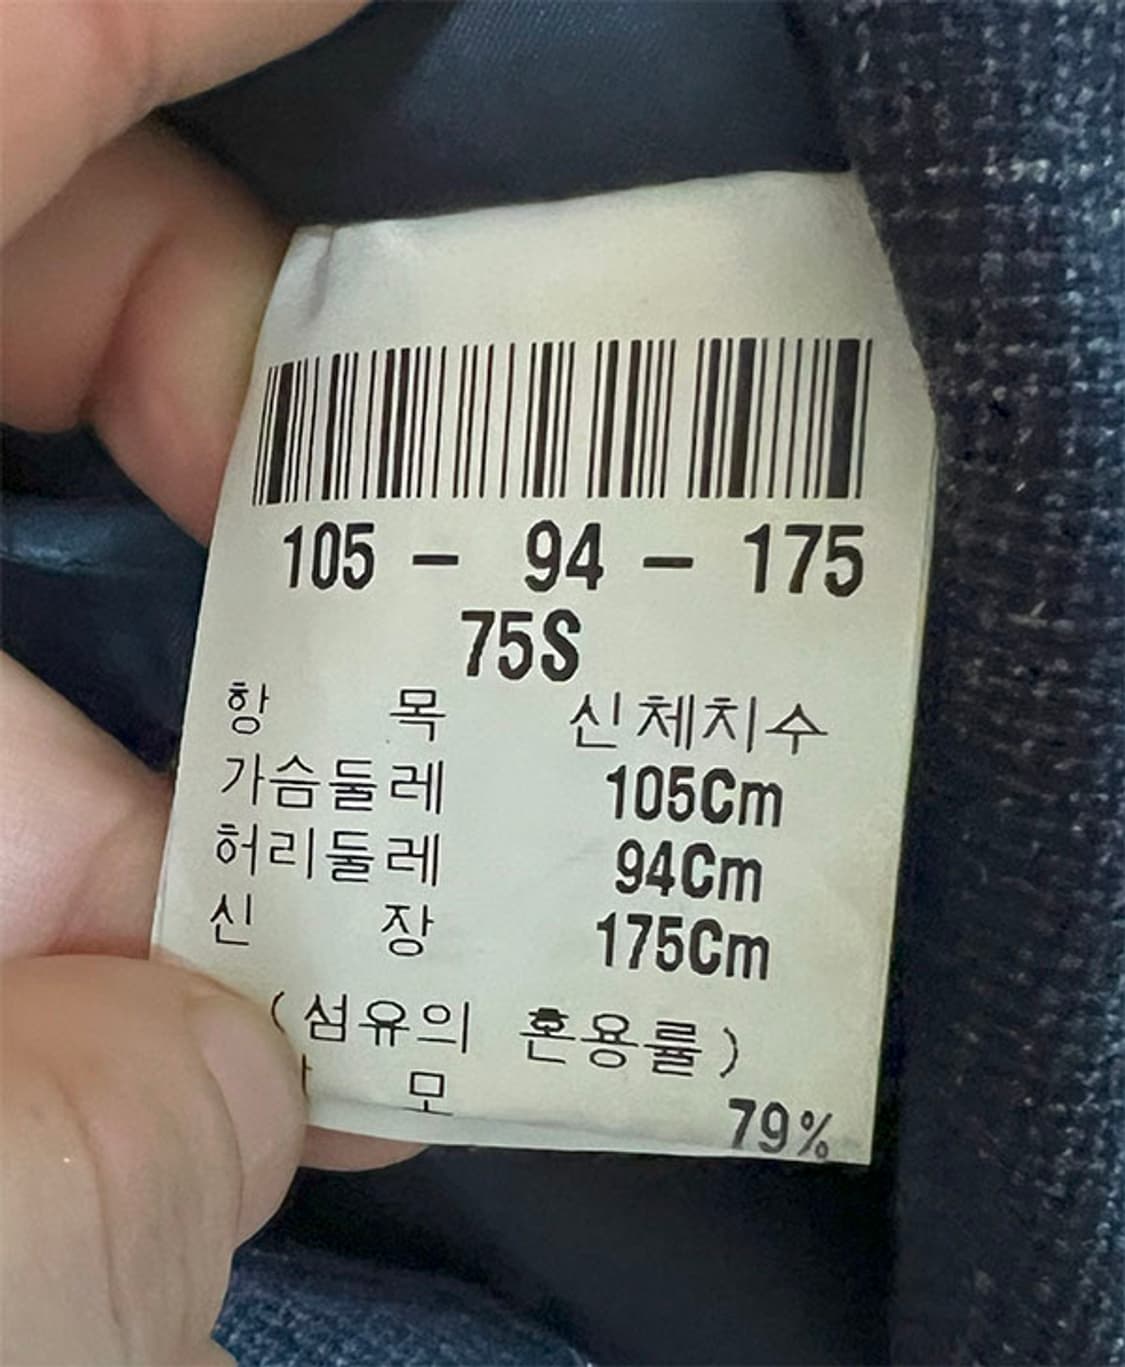 105 - 94 - 175
75S
항 목 신체치수
가슴둘레 105Cm
허리둘레 94Cm
신 장 175Cm
(섬유의 혼용률)
모 79%